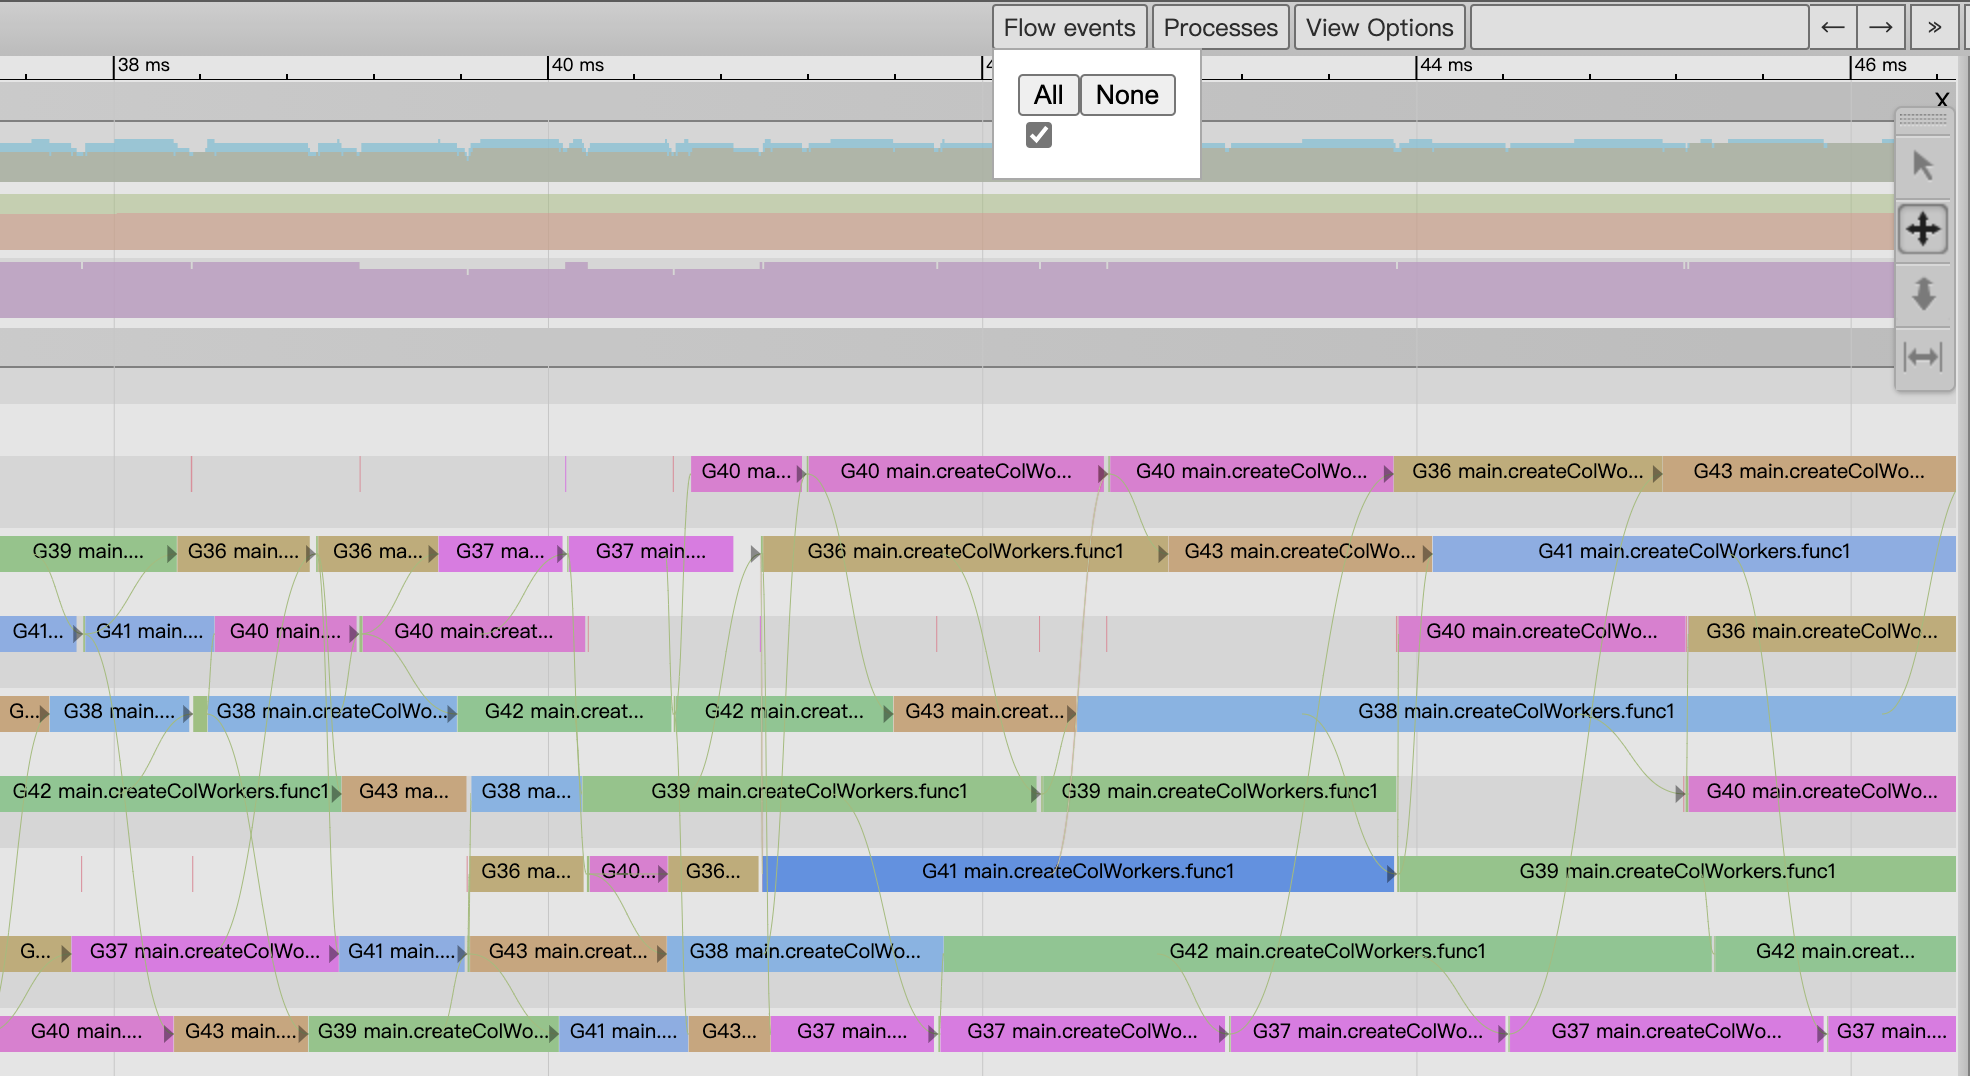 Flow events Processes View Options ← → »
38 ms 40 ms 44 ms 46 ms
All None
X
G40 ma... G40 main.createColWo... G40 main.createColWo... G36 main.createColWo... G43 main.createColWo...
G39 main.... G36 main.... G36 ma... G37 ma... G37 main.... G36 main.createColWorkers.func1 G43 main.createColWo... G41 main.createColWorkers.func1
G41... G41 main.... G40 main.... G40 main.creat... G40 main.createColWo... G36 main.createColWo...
G... G38 main.... G38 main.createColWo... G42 main.creat... G42 main.creat... G43 main.creat... G38 main.createColWorkers.func1
G42 main.createColWorkers.func1 G43 ma... G38 ma... G39 main.createColWorkers.func1 G39 main.createColWorkers.func1 G40 main.createColWo...
G36 ma... G40... G36... G41 main.createColWorkers.func1 G39 main.createColWorkers.func1
G... G37 main.createColWo... G41 main.... G43 main.creat... G38 main.createColWo... G42 main.createColWorkers.func1 G42 main.creat...
G40 main.... G43 main.... G39 main.createColWo... G41 main.... G43... G37 main.... G37 main.createColWo... G37 main.createColWo... G37 main.createColWo... G37 main....